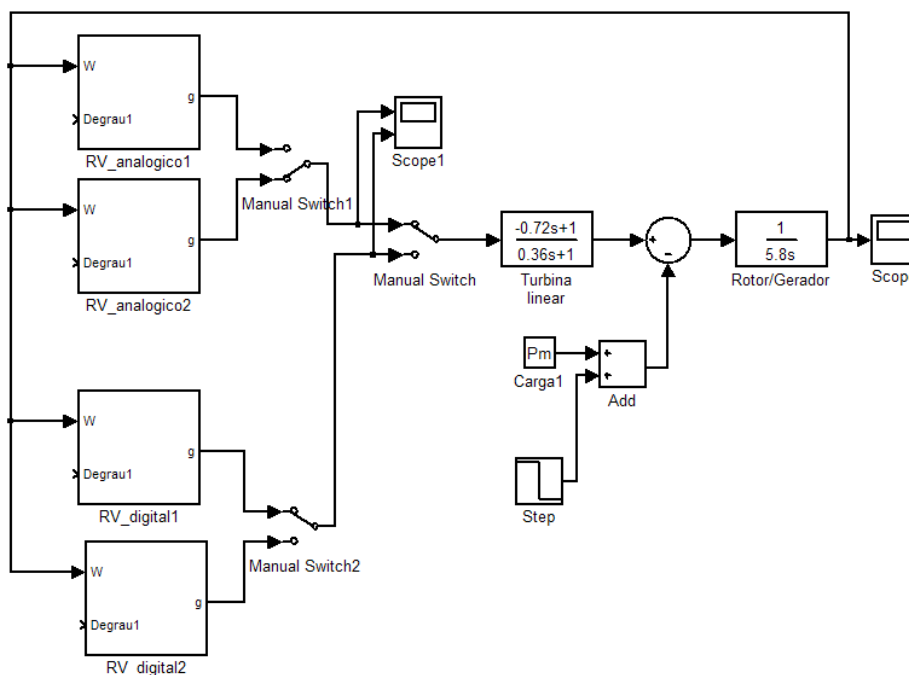 W
g
Degrau1
RV_analogico1
W
g
Degrau1
RV_analogico2
Manual Switch1
Scope1
Manual Switch
-0.72s+1
0.36s+1
Turbina
linear
+
-
1
5.8s
Rotor/Gerador
Scop
Pm
Carga1
+
+
Add
Step
W
g
Degrau1
RV_digital1
Manual Switch2
W
g
Degrau1
RV_digital2